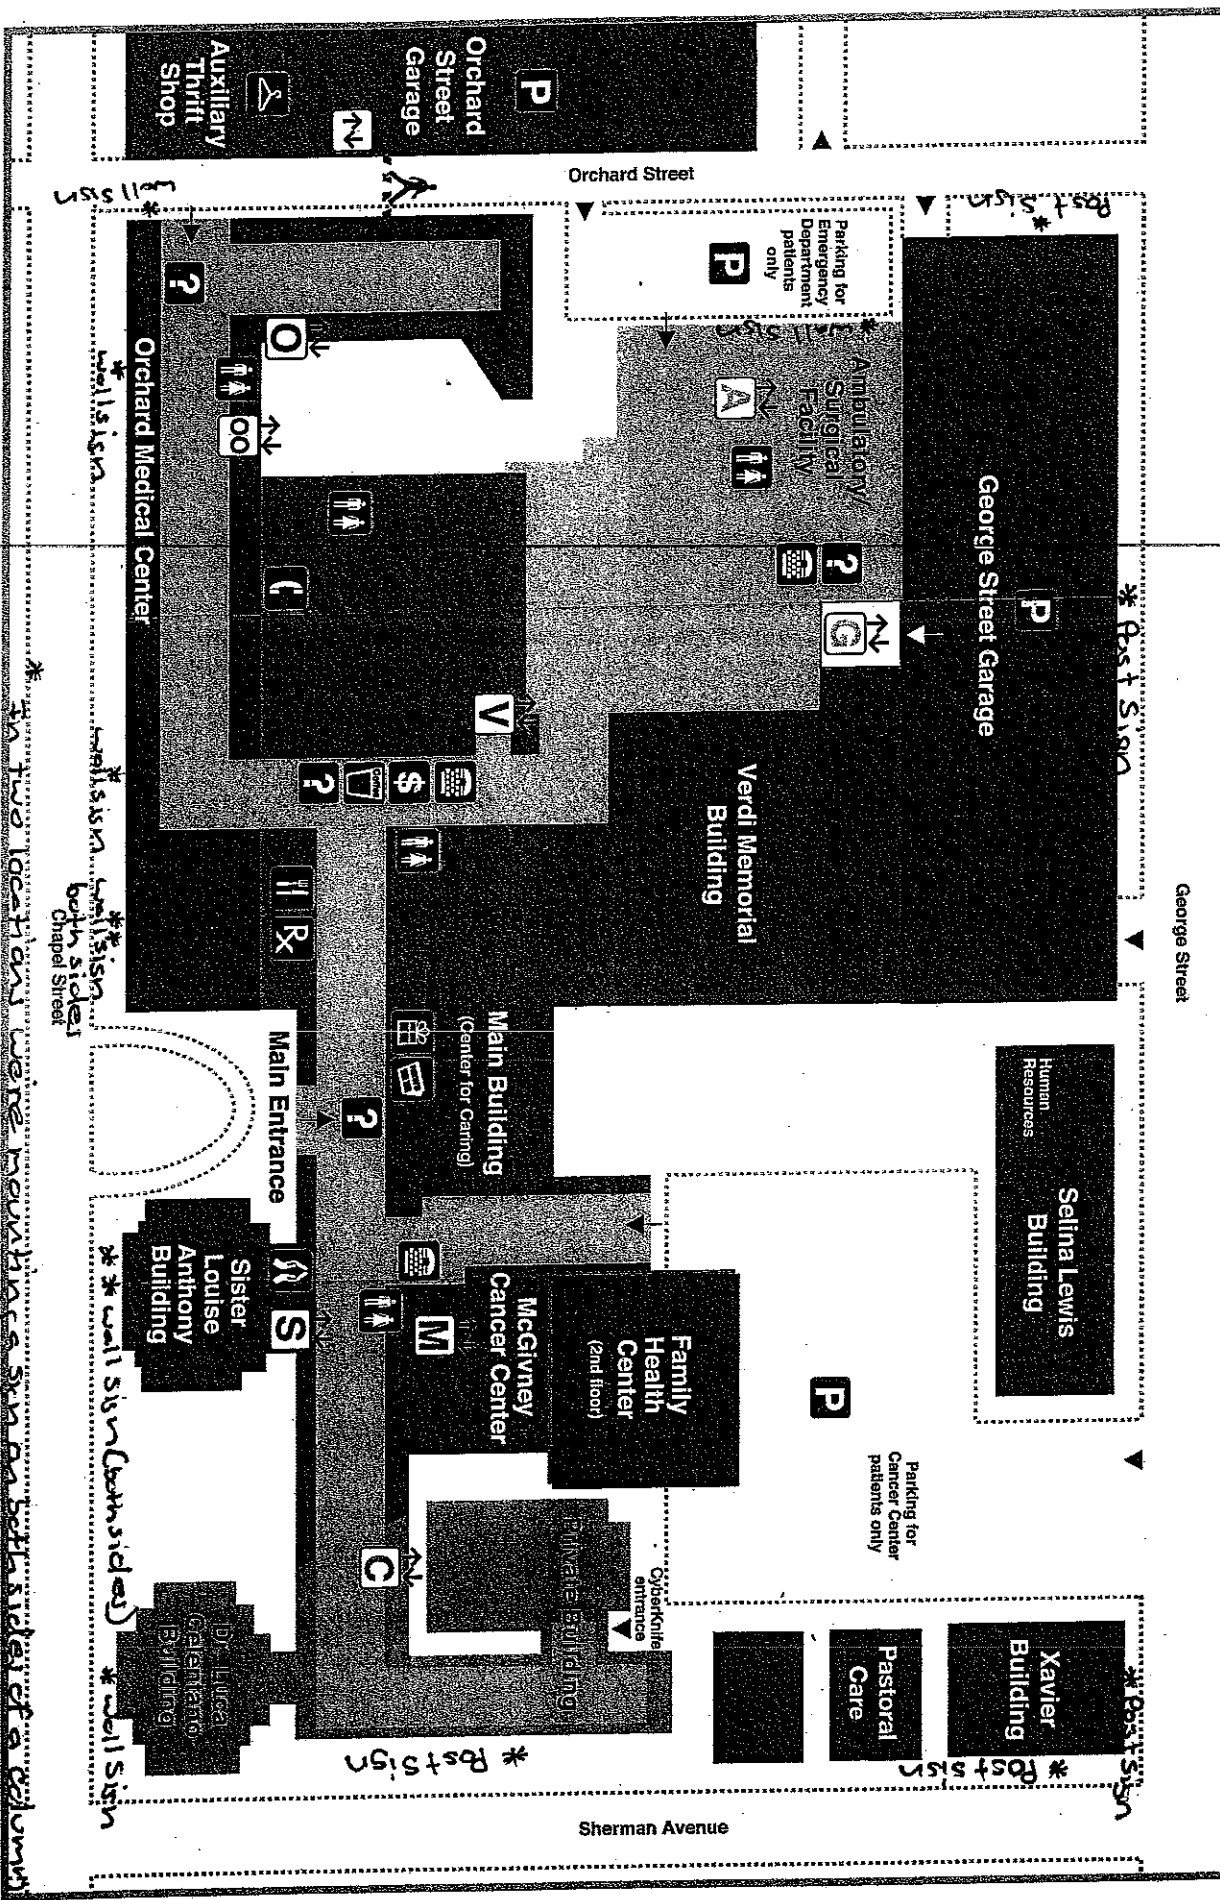 George Street
* Post Sign
* Post Sign
* Post Sign
* Post Sign
* Post Sign
Orchard Street
Sherman Avenue
Chapel Street
P
George Street Garage
Selina Lewis
Building
Human
Resources
Xavier
Building
Pastoral
Care
P
Orchard
Street
Garage
Auxiliary
Thrift
Shop
Parking for
Emergency
Department
patients
only
P
* wall sign
Ambulatory/
Surgical
Facility
A
?
G
Verdi Memorial
Building
P
Parking for
Cancer Center
patients only
Family
Health
Center
(2nd floor)
McGivney
Cancer Center
M
CyberKnife
entrance
Private Building
Main Building
(Center for Caring)
V
$
?
Rx
?
C
S
O
OO
?
Orchard Medical Center
Main Entrance
Sister
Louise
Anthony
Building
Dr. Luca
Celentano
Building
* wall sign
* wall sign
* wall sign
** wall sign
both sides
** wall sign (both sides)
* wall sign
* In two locations were mounting a sign on both sides of a column